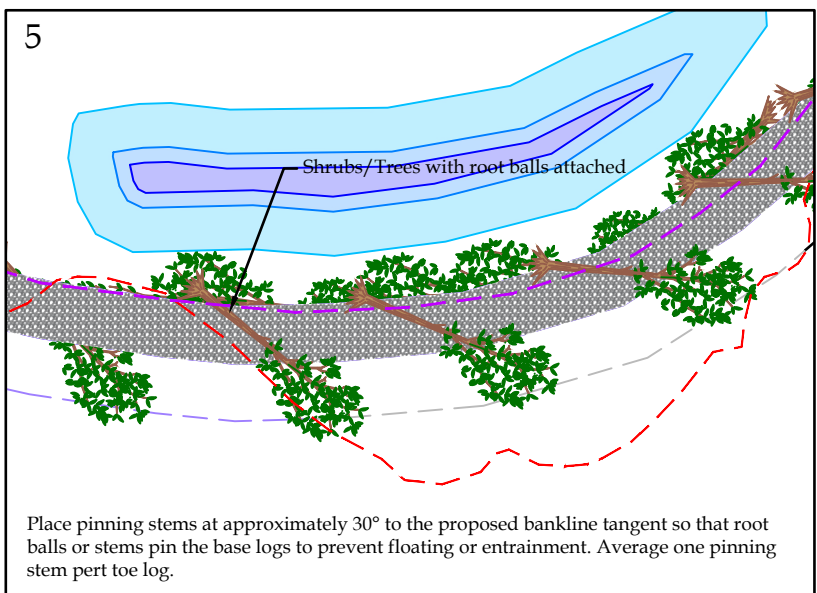 5
Shrubs/Trees with root balls attached
Place pinning stems at approximately 30° to the proposed bankline tangent so that root
balls or stems pin the base logs to prevent floating or entrainment. Average one pinning
stem pert toe log.